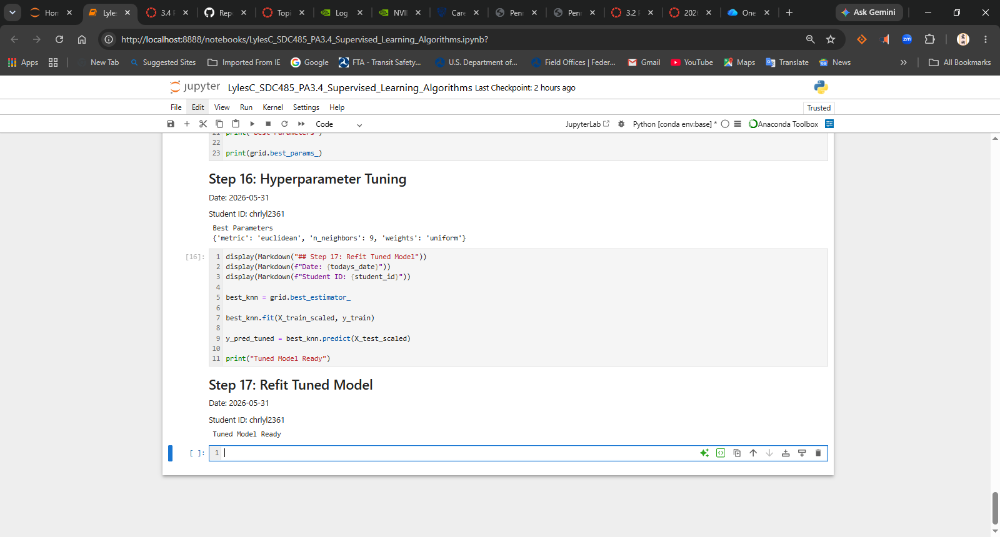 Hor
Lyles
3.4 F
Rep
Topi
Log
NVI
Care
Penr
Penr
3.2 F
202
One
Ask Gemini
http://localhost:8888/notebooks/LylesC_SDC485_PA3.4_Supervised_Learning_Algorithms.ipynb?
zm
Apps
New Tab
Suggested Sites
Imported From IE
Google
FTA - Transit Safety...
U.S. Department of...
Field Offices | Feder...
Gmail
YouTube
Maps
Translate
News
All Bookmarks
jupyter LylesC_SDC485_PA3.4_Supervised_Learning_Algorithms Last Checkpoint: 2 hours ago
File Edit View Run Kernel Settings Help
Trusted
Code
JupyterLab
Python [conda env:base] *
Anaconda Toolbox
21 print("Best Parameters")
22
23 print(grid.best_params_)
Step 16: Hyperparameter Tuning
Date: 2026-05-31
Student ID: chrlyl2361
Best Parameters
{'metric': 'euclidean', 'n_neighbors': 9, 'weights': 'uniform'}
[16]:
1 display(Markdown("## Step 17: Refit Tuned Model"))
2 display(Markdown(f"Date: {todays_date}"))
3 display(Markdown(f"Student ID: {student_id}"))
4
5 best_knn = grid.best_estimator_
6
7 best_knn.fit(X_train_scaled, y_train)
8
9 y_pred_tuned = best_knn.predict(X_test_scaled)
10
11 print("Tuned Model Ready")
Step 17: Refit Tuned Model
Date: 2026-05-31
Student ID: chrlyl2361
Tuned Model Ready
[ ]: 1